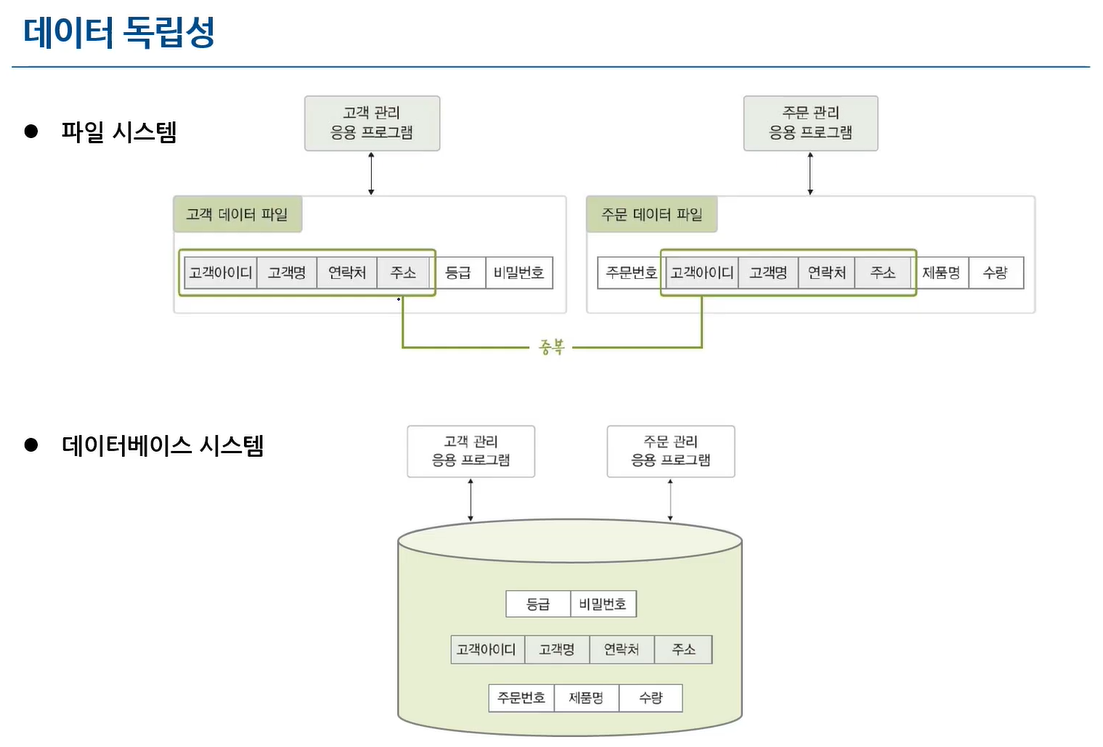 데이터 독립성
● 파일 시스템
고객 관리
응용 프로그램
주문 관리
응용 프로그램
고객 데이터 파일
고객아이디 고객명 연락처 주소 등급 비밀번호
주문 데이터 파일
주문번호 고객아이디 고객명 연락처 주소 제품명 수량
중복
● 데이터베이스 시스템
고객 관리
응용 프로그램
주문 관리
응용 프로그램
등급 비밀번호
고객아이디 고객명 연락처 주소
주문번호 제품명 수량